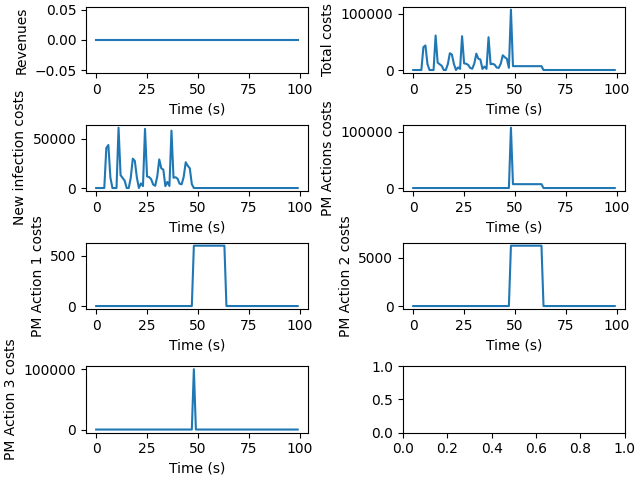 Revenues
0.05
0.00
−0.05
0 25 50 75 100
Time (s)
Total costs
100000
0
0 25 50 75 100
Time (s)
New infection costs
50000
0
0 25 50 75 100
Time (s)
PM Actions costs
100000
0
0 25 50 75 100
Time (s)
PM Action 1 costs
500
0
0 25 50 75 100
Time (s)
PM Action 2 costs
5000
0
0 25 50 75 100
Time (s)
PM Action 3 costs
100000
0
0 25 50 75 100
Time (s)
1.0
0.5
0.0
0.0 0.2 0.4 0.6 0.8 1.0